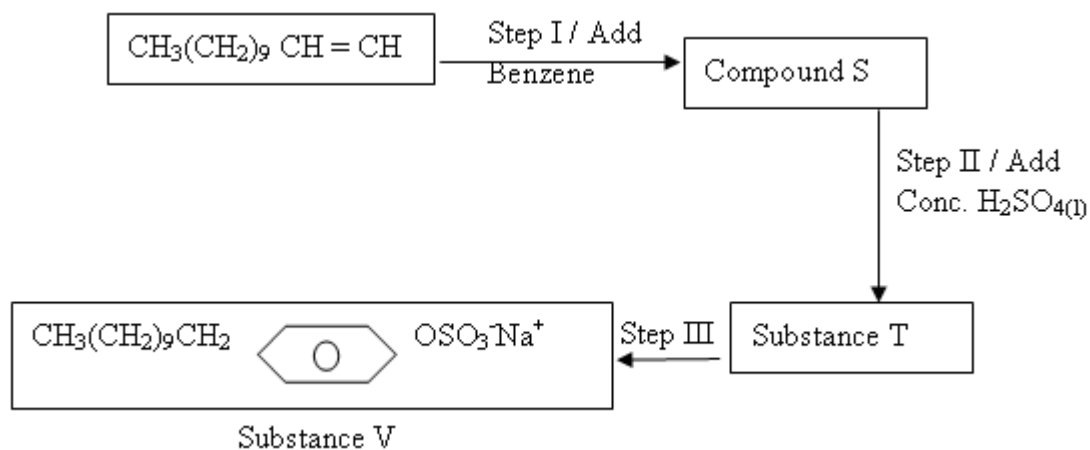 CH₃(CH₂)₉ CH = CH
Step I / Add
Benzene
Compound S
Step II / Add
Conc. H₂SO₄₍ₗ₎
CH₃(CH₂)₉CH₂
O
OSO₃⁻Na⁺
Step III
Substance T
Substance V